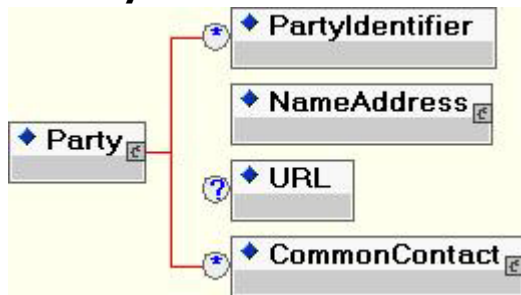 PartyIdentifier
NameAddress
Party
URL
CommonContact